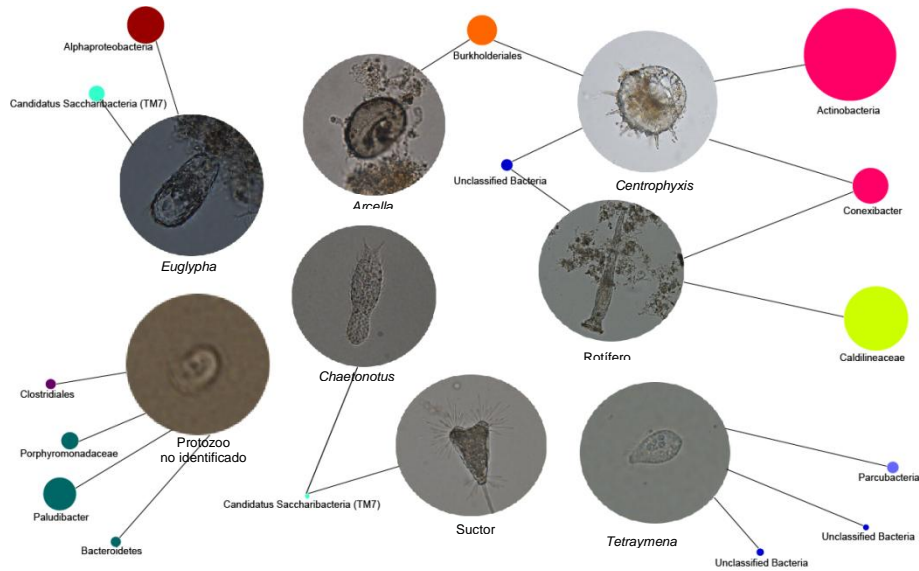 Alphaproteobacteria
Burkholderiales
Candidatus Saccharibacteria (TM7)
Actinobacteria
Unclassified Bacteria
Centrophyxis
Arcella
Conexibacter
Euglypha
Rotífero
Caldilineaceae
Chaetonotus
Clostridiales
Protozoo
no identificado
Porphyromonadaceae
Paludibacter
Bacteroidetes
Candidatus Saccharibacteria (TM7)
Suctor
Tetraymena
Parcubacteria
Unclassified Bacteria
Unclassified Bacteria